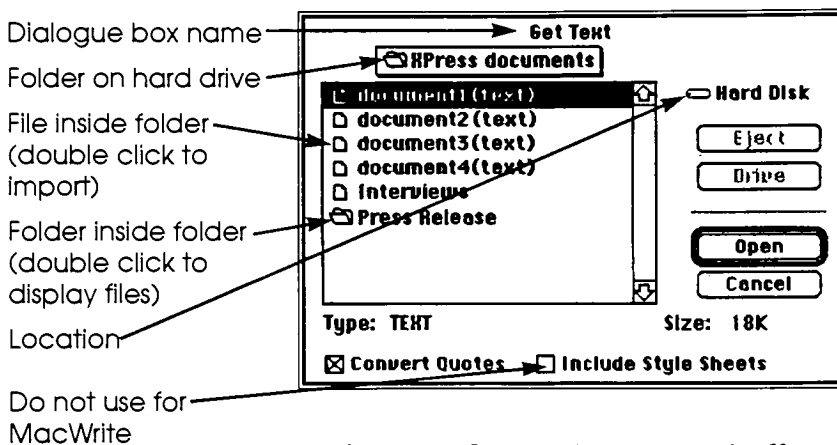 Dialogue box name
Folder on hard drive
File inside folder
(double click to
import)
Folder inside folder
(double click to
display files)
Location
Do not use for
MacWrite
Get Text
XPress documents
document1(text)
document2(text)
document3(text)
document4(text)
Interviews
Press Release
Hard Disk
Eject
Drive
Open
Cancel
Type: TEXT
Size: 18K
Convert Quotes
Include Style Sheets